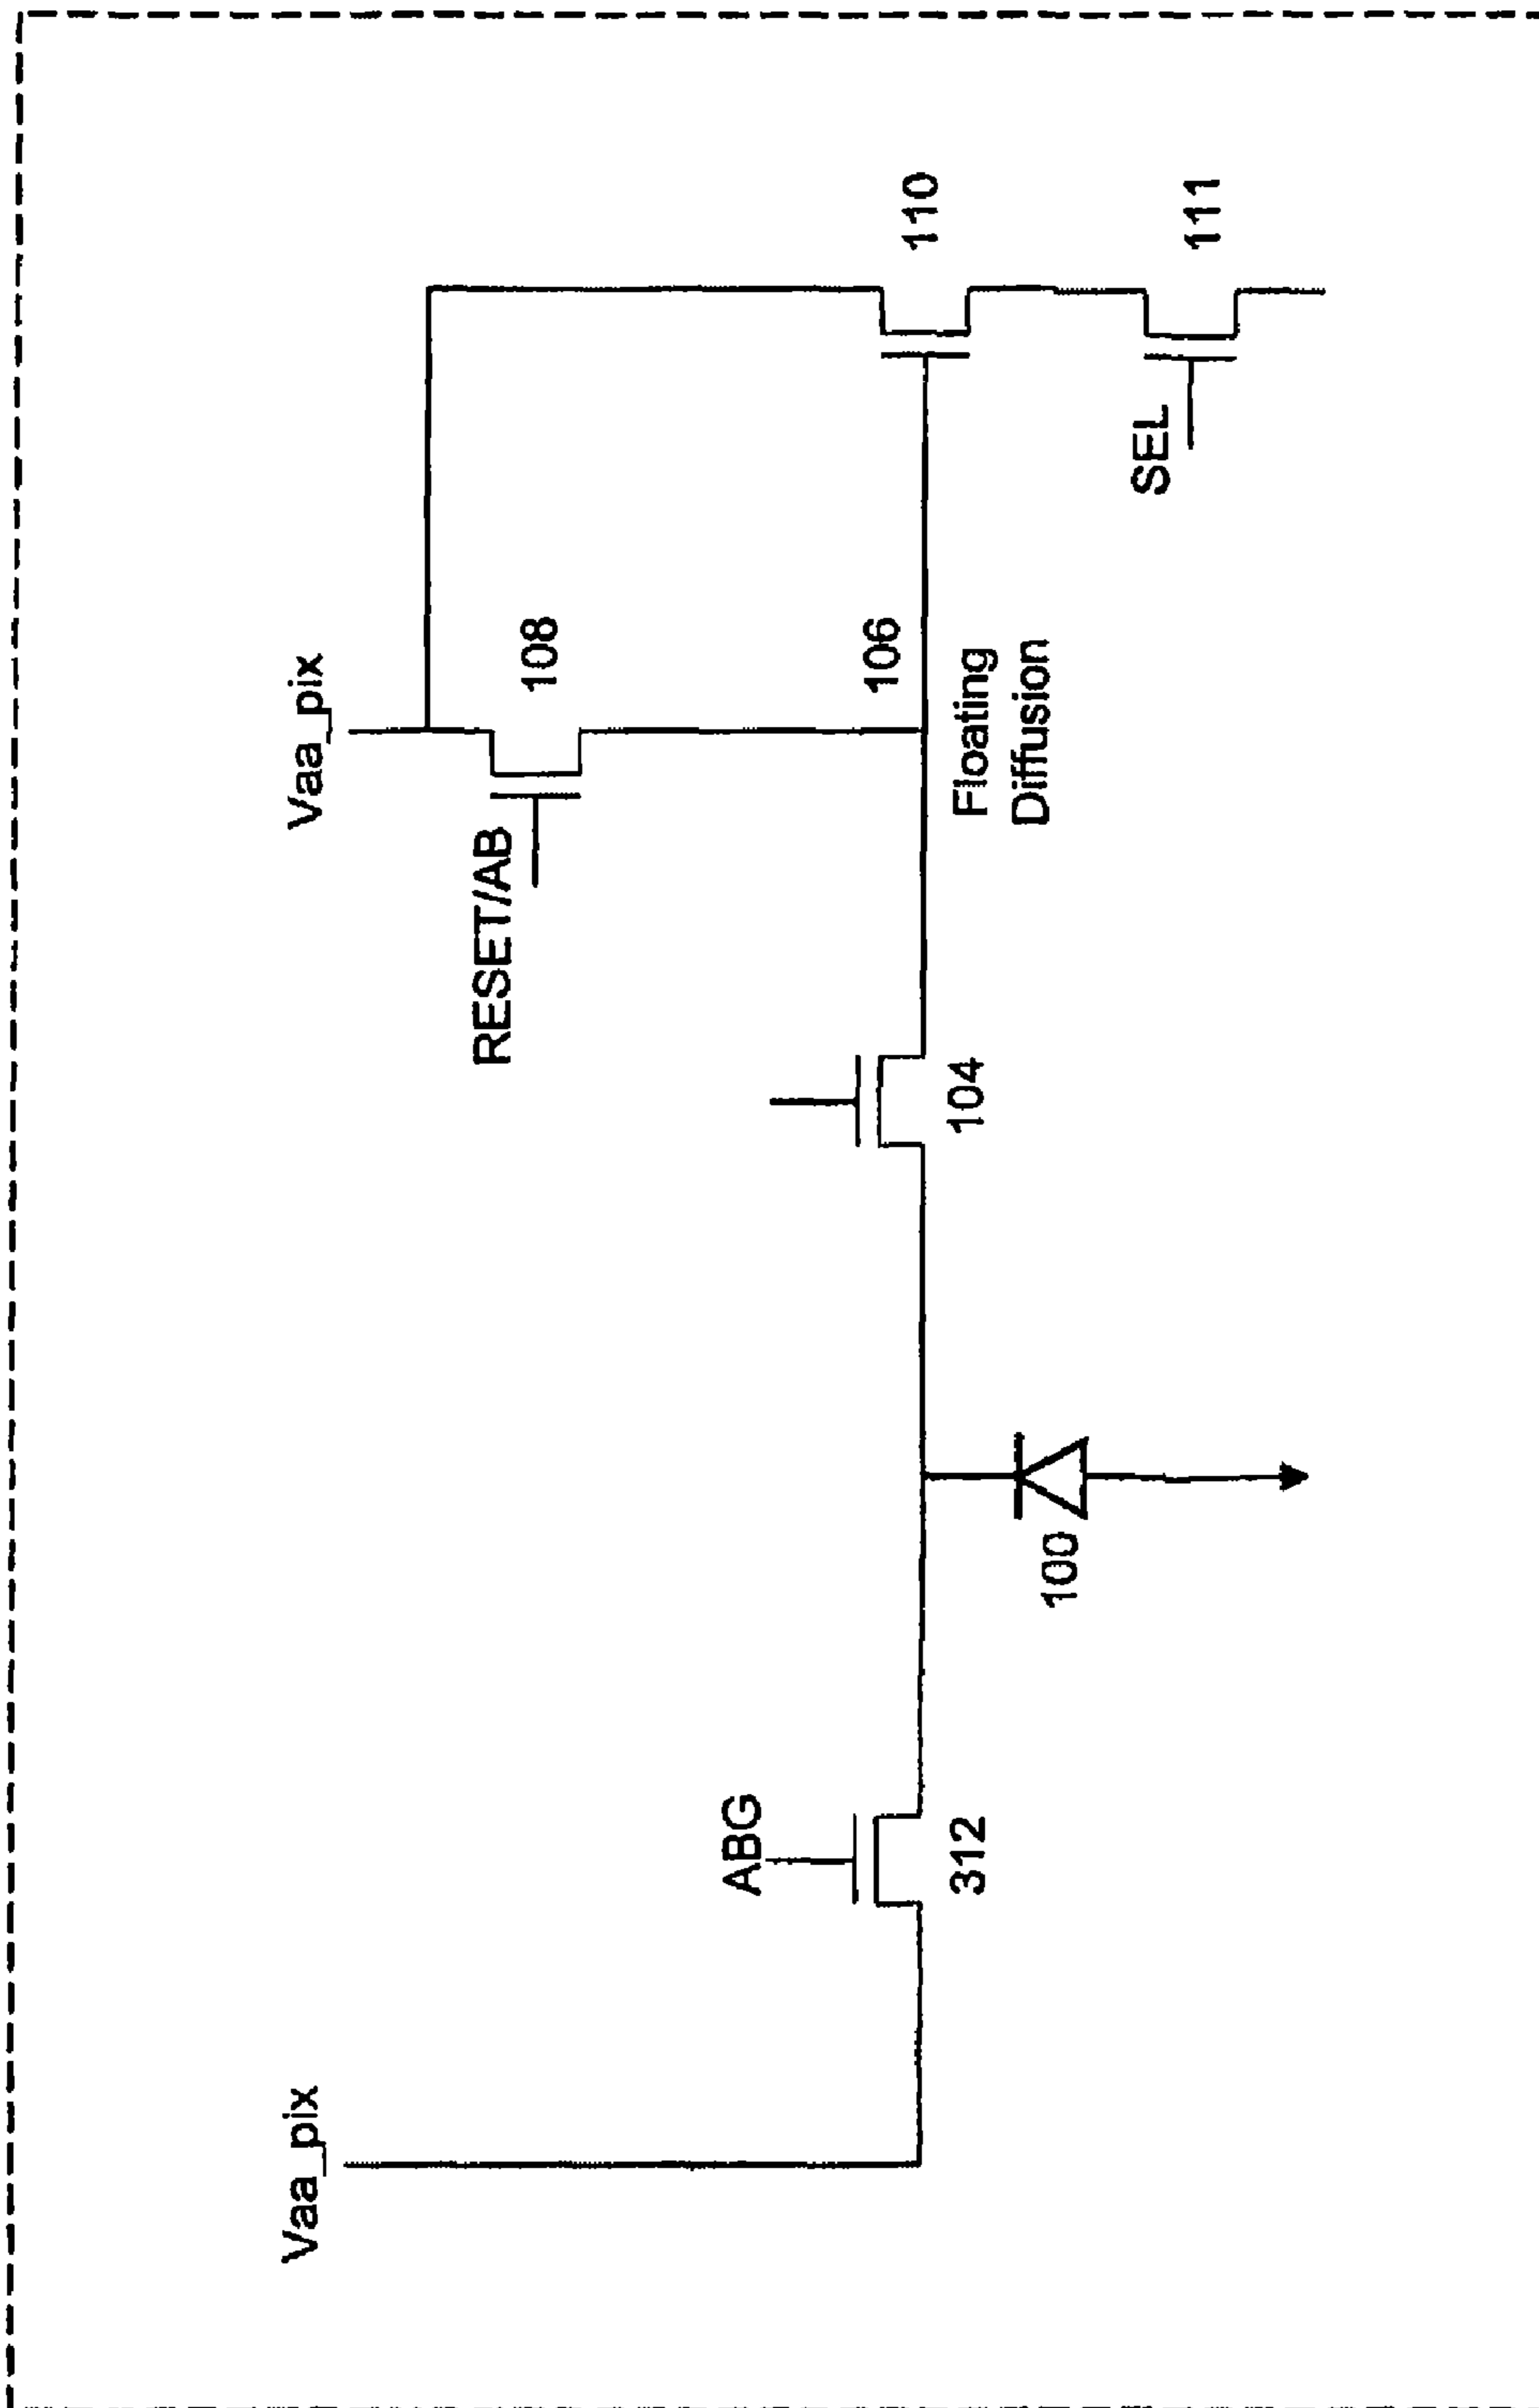 Vaa_pix
Vaa_pix
RESET/AB
108
ABG
312
104
106
110
Floating
Diffusion
100
SEL
111